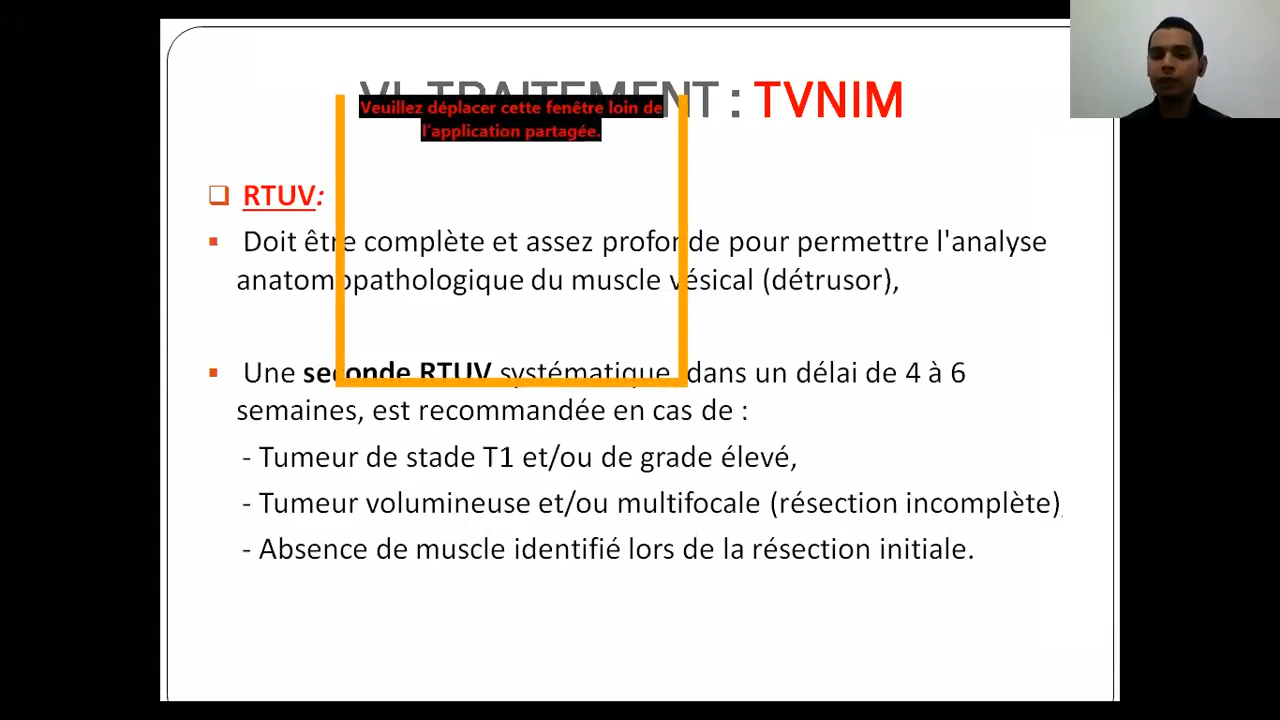 VI- TRAITEMENT : TVNIM
Veuillez déplacer cette fenêtre loin de
l'application partagée.
RTUV:
Doit être complète et assez profonde pour permettre l'analyse
anatomopathologique du muscle vésical (détrusor),
Une seconde RTUV systématique, dans un délai de 4 à 6
semaines, est recommandée en cas de :
- Tumeur de stade T1 et/ou de grade élevé,
- Tumeur volumineuse et/ou multifocale (résection incomplète),
- Absence de muscle identifié lors de la résection initiale.